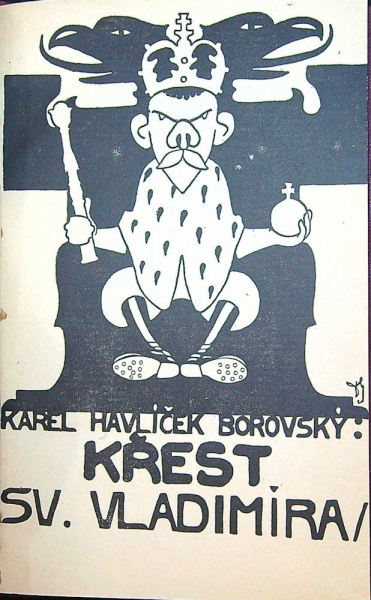 KAREL HAVLÍČEK BOROVSKÝ:
KŘEST
SV. VLADIMÍRA/